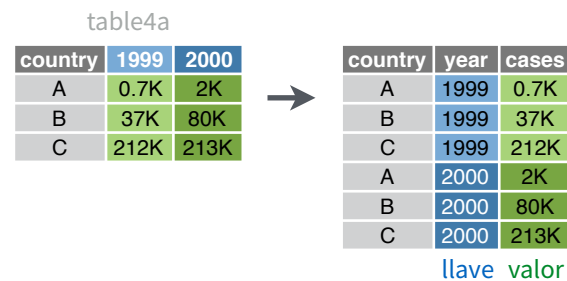 table4a
country 1999 2000
A 0.7K 2K
B 37K 80K
C 212K 213K
country year cases
A 1999 0.7K
B 1999 37K
C 1999 212K
A 2000 2K
B 2000 80K
C 2000 213K
llave valor